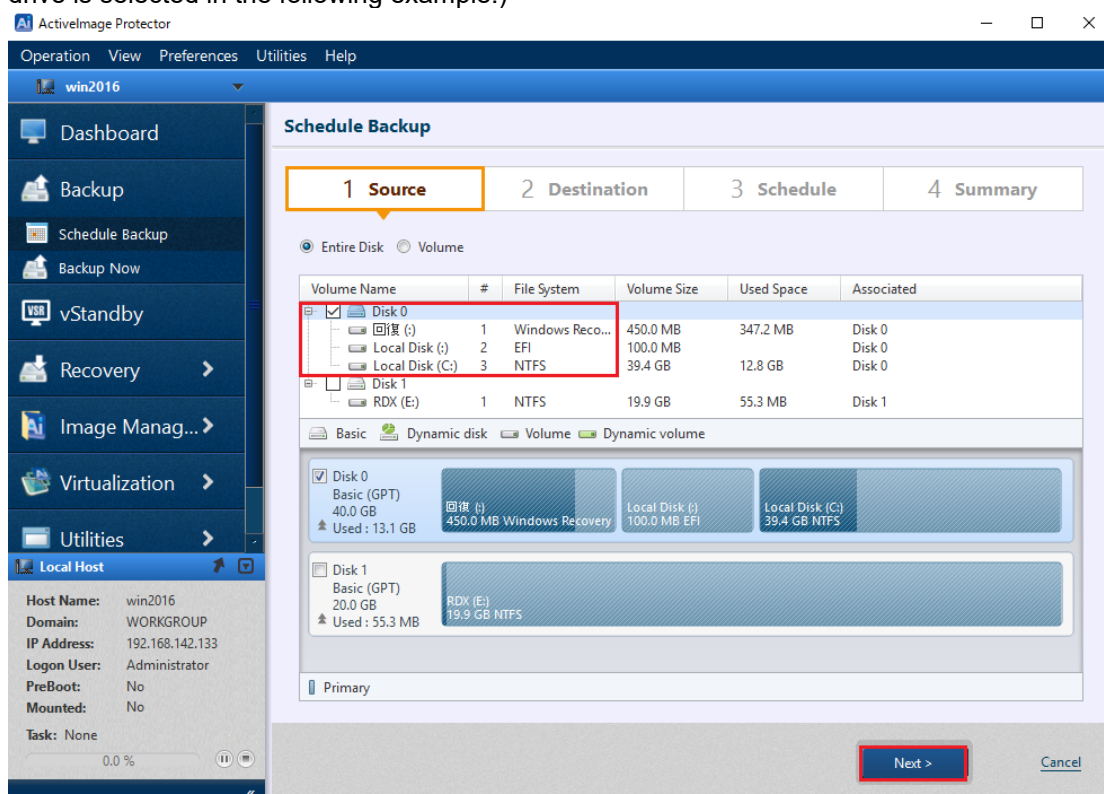 drive is selected in the following example.)
ActiveImage Protector
Operation View Preferences Utilities Help
win2016
Dashboard
Backup
Schedule Backup
Backup Now
vStandby
Recovery
Image Manag...
Virtualization
Utilities
Local Host
Host Name: win2016
Domain: WORKGROUP
IP Address: 192.168.142.133
Logon User: Administrator
PreBoot: No
Mounted: No
Task: None
0.0 %
Schedule Backup
1 Source 2 Destination 3 Schedule 4 Summary
Entire Disk Volume
Volume Name # File System Volume Size Used Space Associated
Disk 0
回復 (:) 1 Windows Reco... 450.0 MB 347.2 MB Disk 0
Local Disk (:) 2 EFI 100.0 MB Disk 0
Local Disk (C:) 3 NTFS 39.4 GB 12.8 GB Disk 0
Disk 1
RDX (E:) 1 NTFS 19.9 GB 55.3 MB Disk 1
Basic Dynamic disk Volume Dynamic volume
Disk 0
Basic (GPT)
40.0 GB
Used : 13.1 GB
回復 (:)
450.0 MB Windows Recovery
Local Disk (:)
100.0 MB EFI
Local Disk (C:)
39.4 GB NTFS
Disk 1
Basic (GPT)
20.0 GB
Used : 55.3 MB
RDX (E:)
19.9 GB NTFS
Primary
Next >
Cancel